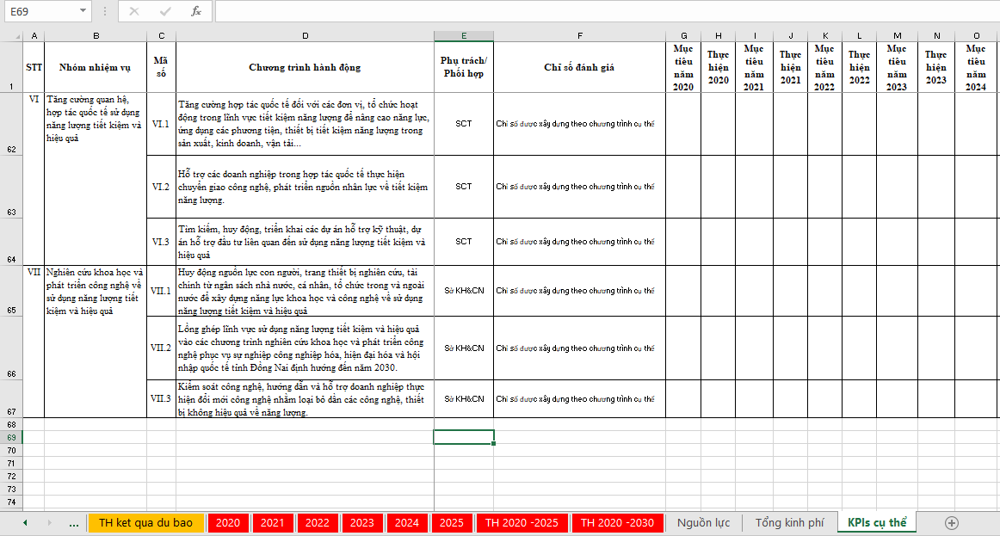 E69
fx
A B C D E F G H I J K L M N O
STT
Nhóm nhiệm vụ
Mã
số
Chương trình hành động
Phụ trách/
Phối hợp
Chỉ số đánh giá
Mục
tiêu
năm
2020
Thực
hiện
2020
Mục
tiêu
năm
2021
Thực
hiện
2021
Mục
tiêu
năm
2022
Thực
hiện
2022
Mục
tiêu
năm
2023
Thực
hiện
2023
Mục
tiêu
năm
2024
1
VI
Tăng cường quan hệ,
hợp tác quốc tế sử dụng
năng lượng tiết kiệm và
hiệu quả
VI.1
Tăng cường hợp tác quốc tế đối với các đơn vị, tổ chức hoạt
động trong lĩnh vực tiết kiệm năng lượng để nâng cao năng lực,
ứng dụng các phương tiện, thiết bị tiết kiệm năng lượng trong
sản xuất, kinh doanh, vận tải...
SCT
Chỉ số được xây dựng theo chương trình cụ thể
62
VI.2
Hỗ trợ các doanh nghiệp trong hợp tác quốc tế thực hiện
chuyển giao công nghệ, phát triển nguồn nhân lực về tiết kiệm
năng lượng.
SCT
Chỉ số được xây dựng theo chương trình cụ thể
63
VI.3
Tìm kiếm, huy động, triển khai các dự án hỗ trợ kỹ thuật, dự
án hỗ trợ đầu tư liên quan đến sử dụng năng lượng tiết kiệm và
hiệu quả
SCT
Chỉ số được xây dựng theo chương trình cụ thể
64
VII
Nghiên cứu khoa học và
phát triển công nghệ về
sử dụng năng lượng tiết
kiệm và hiệu quả
VII.1
Huy động nguồn lực con người, trang thiết bị nghiên cứu, tài
chính từ ngân sách nhà nước, cá nhân, tổ chức trong và ngoài
nước để xây dựng năng lực khoa học và công nghệ về sử dụng
năng lượng tiết kiệm và hiệu quả
Sở KH&CN
Chỉ số được xây dựng theo chương trình cụ thể
65
VII.2
Lồng ghép lĩnh vực sử dụng năng lượng tiết kiệm và hiệu quả
vào các chương trình nghiên cứu khoa học và phát triển công
nghệ phục vụ sự nghiệp công nghiệp hóa, hiện đại hóa và hội
nhập quốc tế tỉnh Đồng Nai định hướng đến năm 2030.
Sở KH&CN
Chỉ số được xây dựng theo chương trình cụ thể
66
VII.3
Kiểm soát công nghệ, hướng dẫn và hỗ trợ doanh nghiệp thực
hiện đổi mới công nghệ nhằm loại bỏ dần các công nghệ, thiết
bị không hiệu quả về năng lượng.
Sở KH&CN
Chỉ số được xây dựng theo chương trình cụ thể
67
68
69
70
71
72
73
74
... TH ket qua du bao 2020 2021 2022 2023 2024 2025 TH 2020 -2025 TH 2020 -2030 Nguồn lực Tổng kinh phí KPIs cụ thể